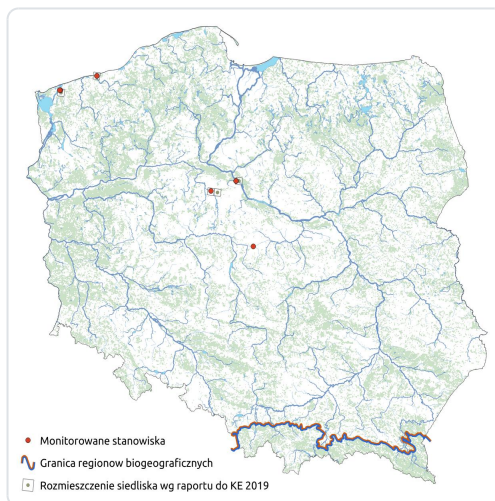 Monitorowane stanowiska
Granica regionow biogeograficznych
Rozmieszczenie siedliska wg raportu do KE 2019